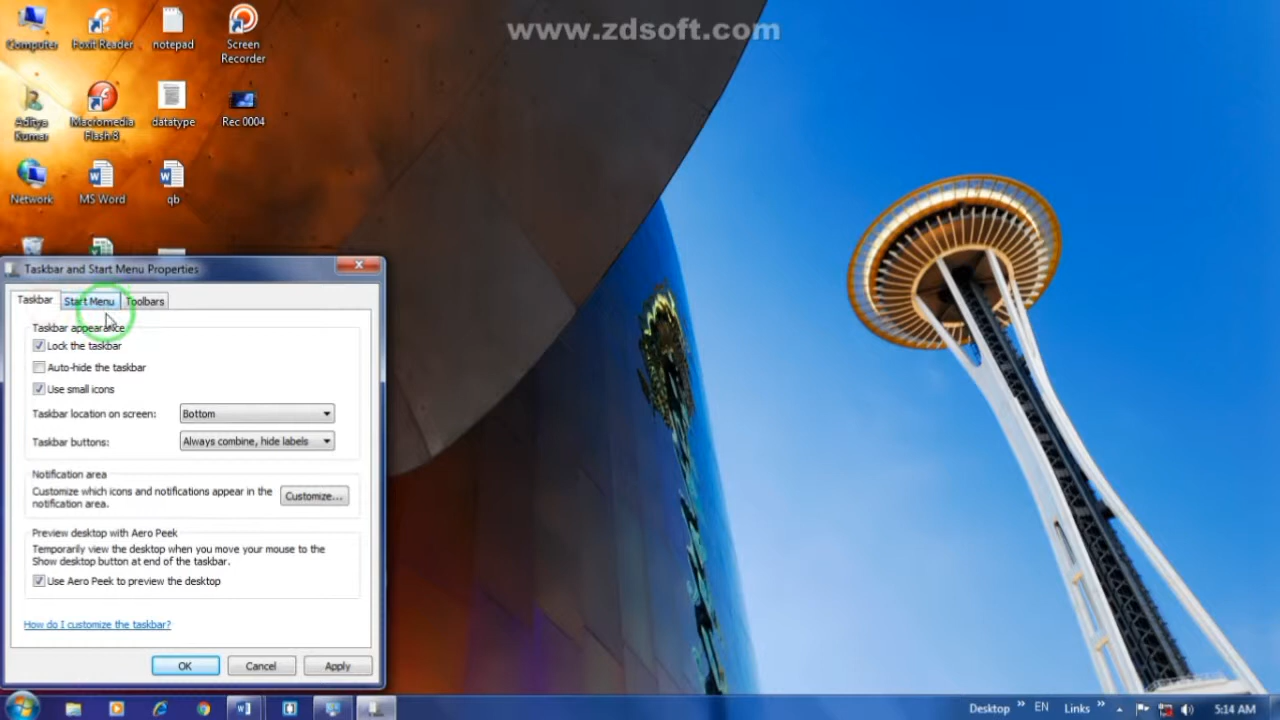 www.zdsoft.com
Computer
Foxit Reader
notepad
Screen
Recorder
Aditya
Kumar
Macromedia
Flash 8
datatype
Rec 0004
Network
MS Word
qb
Taskbar and Start Menu Properties
Taskbar
Start Menu
Toolbars
Taskbar appearance
Lock the taskbar
Auto-hide the taskbar
Use small icons
Taskbar location on screen:
Bottom
Taskbar buttons:
Always combine, hide labels
Notification area
Customize which icons and notifications appear in the
notification area.
Customize...
Preview desktop with Aero Peek
Temporarily view the desktop when you move your mouse to the
Show desktop button at end of the taskbar.
Use Aero Peek to preview the desktop
How do I customize the taskbar?
OK
Cancel
Apply
Desktop »
EN
Links »
5:14 AM